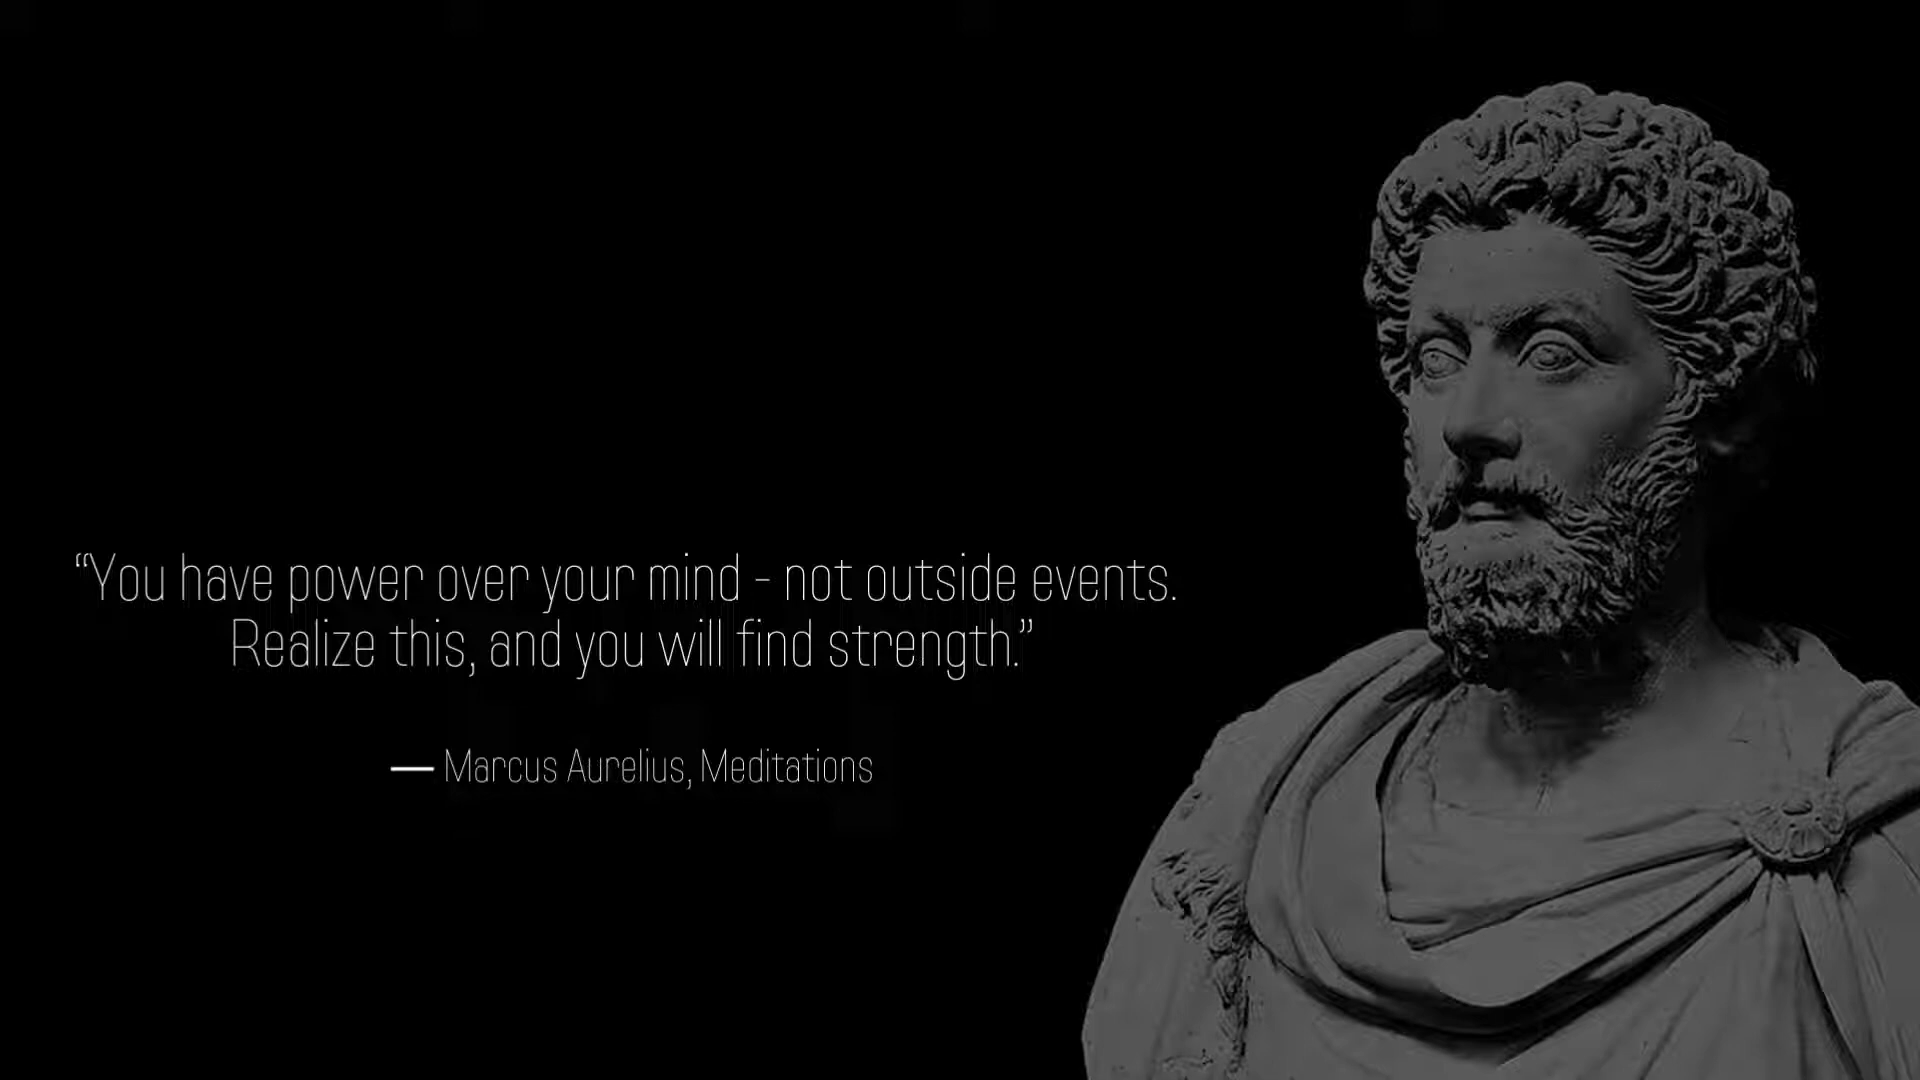 “You have power over your mind - not outside events.
Realize this, and you will find strength.”
— Marcus Aurelius, Meditations